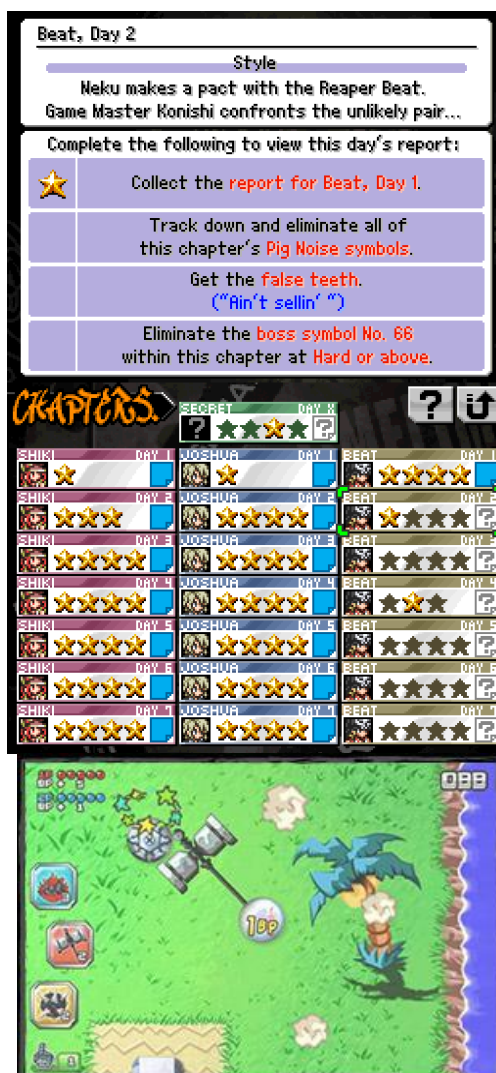 Beat, Day 2
Style
Neku makes a pact with the Reaper Beat.
Game Master Konishi confronts the unlikely pair...
Complete the following to view this day's report:
Collect the report for Beat, Day 1.
Track down and eliminate all of
this chapter's Pig Noise symbols.
Get the false teeth.
("Ain't sellin' ")
Eliminate the boss symbol No. 66
within this chapter at Hard or above.
CHAPTERS
?
SECRET DAY X
? ?
SHIKI DAY 1 JOSHUA DAY 1 BEAT DAY 1
SHIKI DAY 2 JOSHUA DAY 2 BEAT DAY 2
?
SHIKI DAY 3 JOSHUA DAY 3 BEAT DAY 3
?
SHIKI DAY 4 JOSHUA DAY 4 BEAT DAY 4
?
SHIKI DAY 5 JOSHUA DAY 5 BEAT DAY 5
?
SHIKI DAY 6 JOSHUA DAY 6 BEAT DAY 6
?
SHIKI DAY 7 JOSHUA DAY 7 BEAT DAY 7
?
1BP